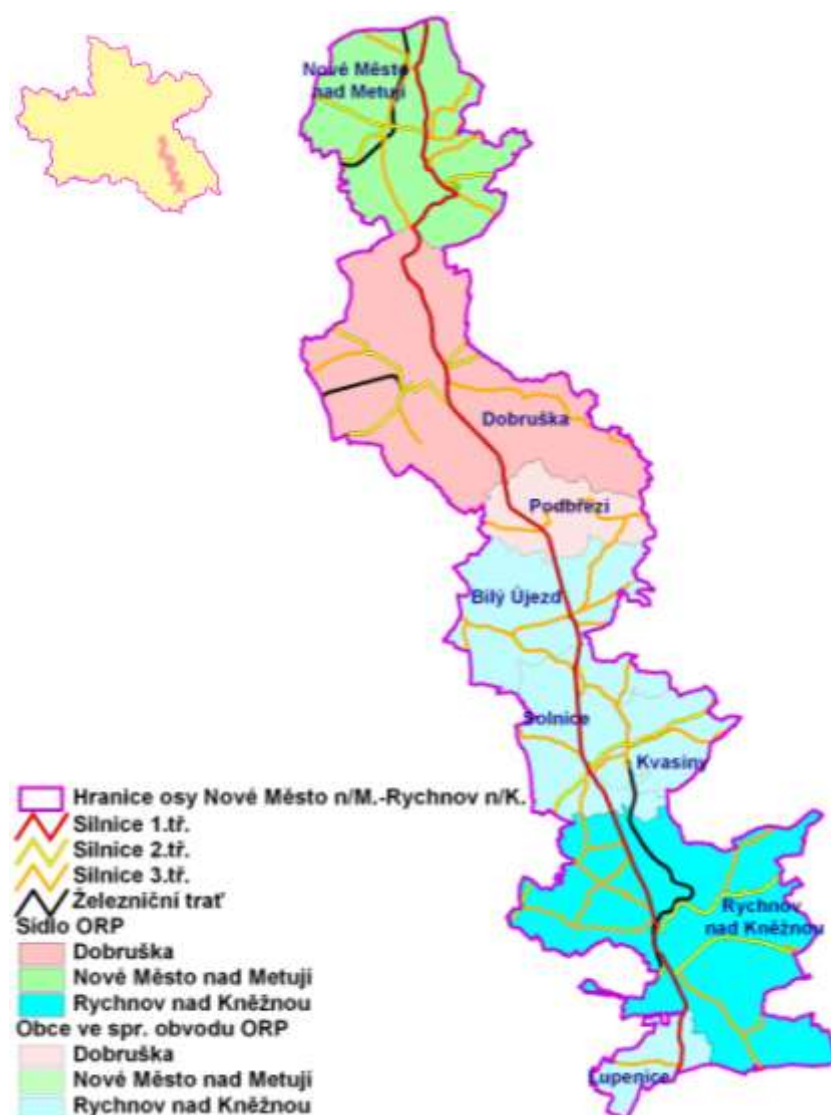 Nové Město
nad Metují
Dobruška
Podbřezí
Bílý Újezd
Solnice
Kvasiny
Rychnov
nad Kněžnou
Lupenice
Hranice osy Nové Město n/M.-Rychnov n/K.
Silnice 1.tř.
Silnice 2.tř.
Silnice 3.tř.
Železniční trať
Sídlo ORP
Dobruška
Nové Město nad Metují
Rychnov nad Kněžnou
Obce ve spr. obvodu ORP
Dobruška
Nové Město nad Metují
Rychnov nad Kněžnou